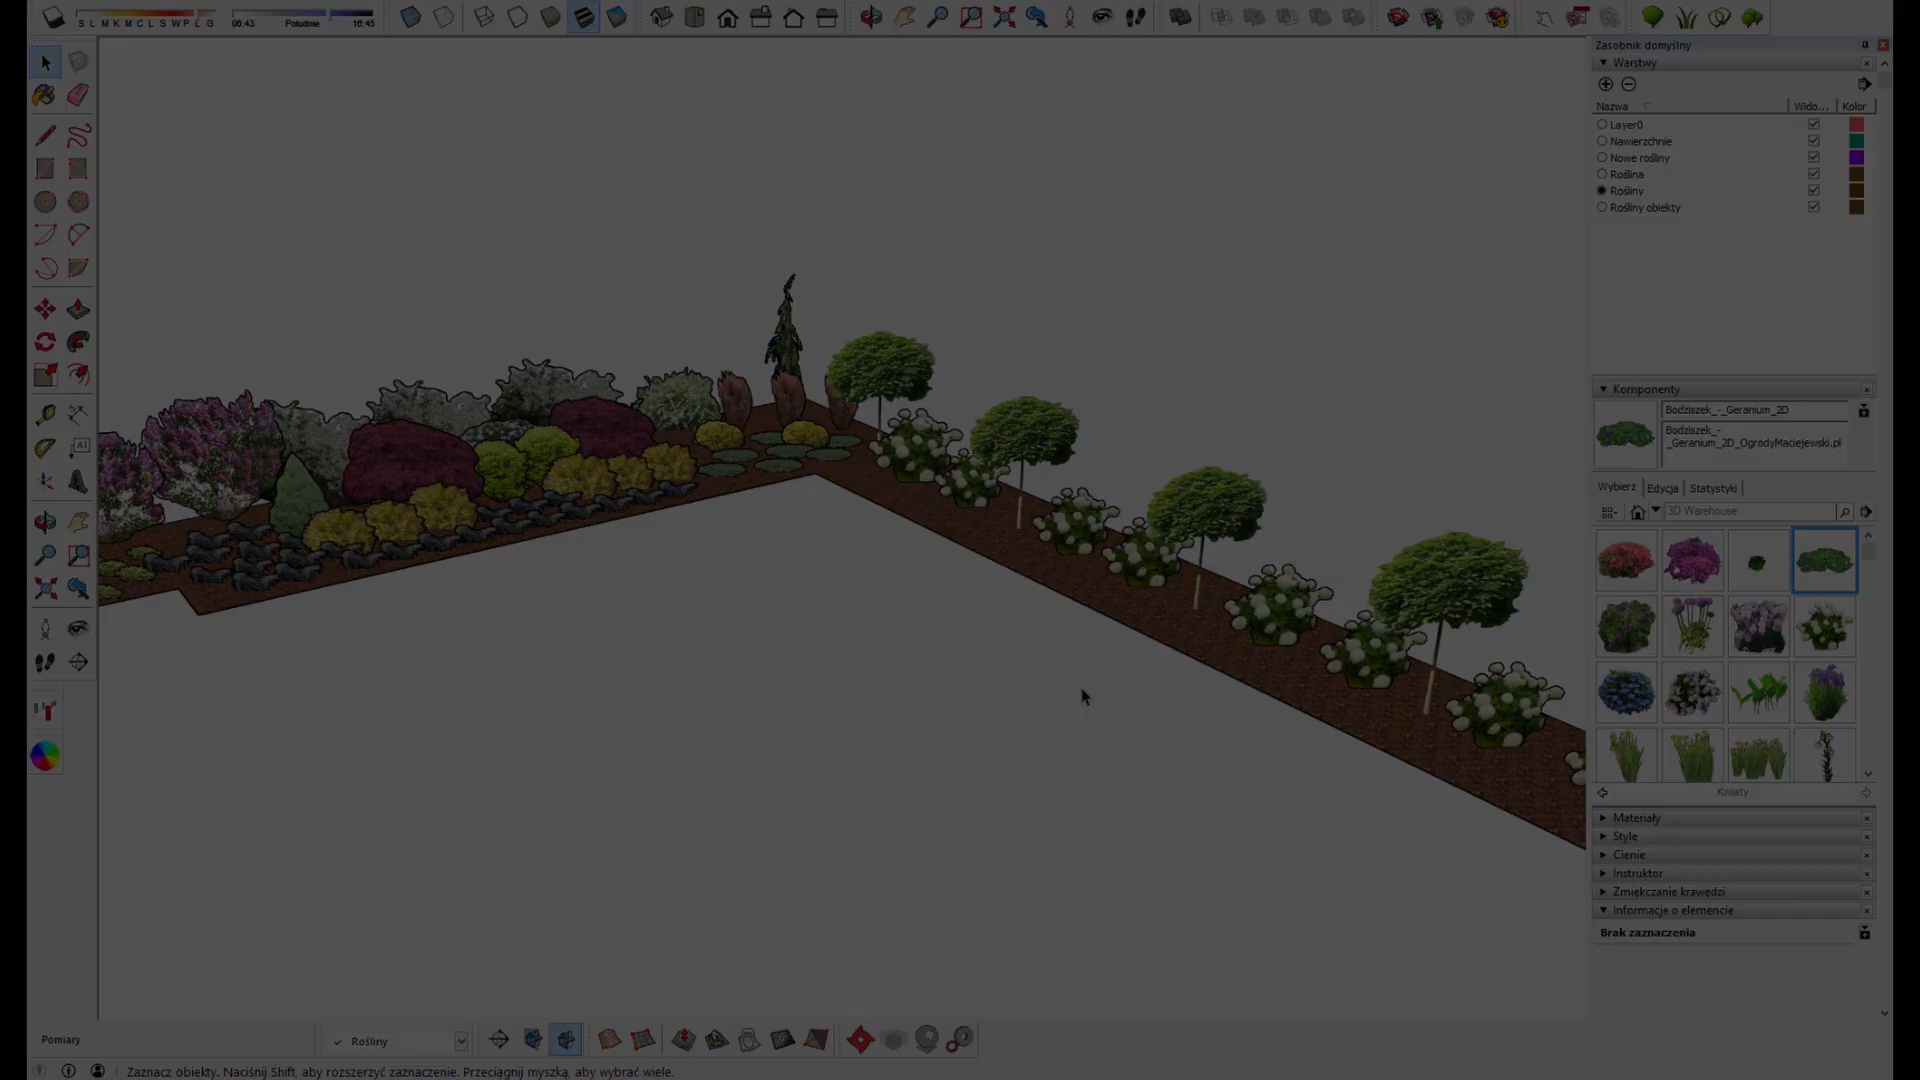 S L M K M C L S W P L G
06:43 Południe 16:45
Zasobnik domyślny
Warstwy
Nazwa Wido... Kolor
Layer0
Nawierzchnie
Nowe rośliny
Roślina
Rośliny
Rośliny obiekty
Komponenty
Bodziszek_-_Geranium_2D
Bodziszek_-
_Geranium_2D_OgrodyMaciejewski.pl
Wybierz Edycja Statystyki
3D Warehouse
Kwiaty
Materiały
Style
Cienie
Instruktor
Zmiękczanie krawędzi
Informacje o elemencie
Brak zaznaczenia
Pomiary
Rośliny
Zaznacz obiekty. Naciśnij Shift, aby rozszerzyć zaznaczenie. Przeciągnij myszką, aby wybrać wiele.